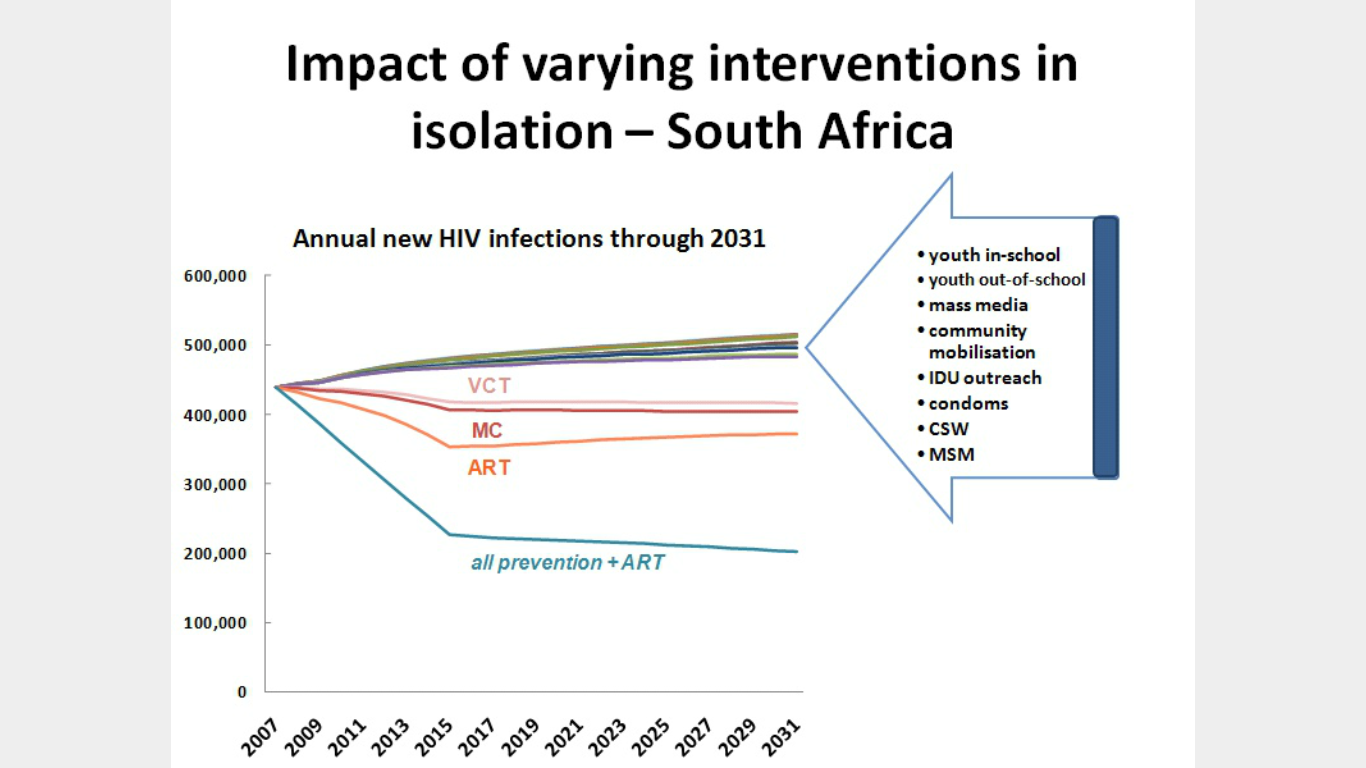 Impact of varying interventions in
isolation – South Africa
Annual new HIV infections through 2031
600,000
500,000
400,000
300,000
200,000
100,000
0
VCT
MC
ART
all prevention + ART
2007
2009
2011
2013
2015
2017
2019
2021
2023
2025
2027
2029
2031
• youth in-school
• youth out-of-school
• mass media
• community
mobilisation
• IDU outreach
• condoms
• CSW
• MSM